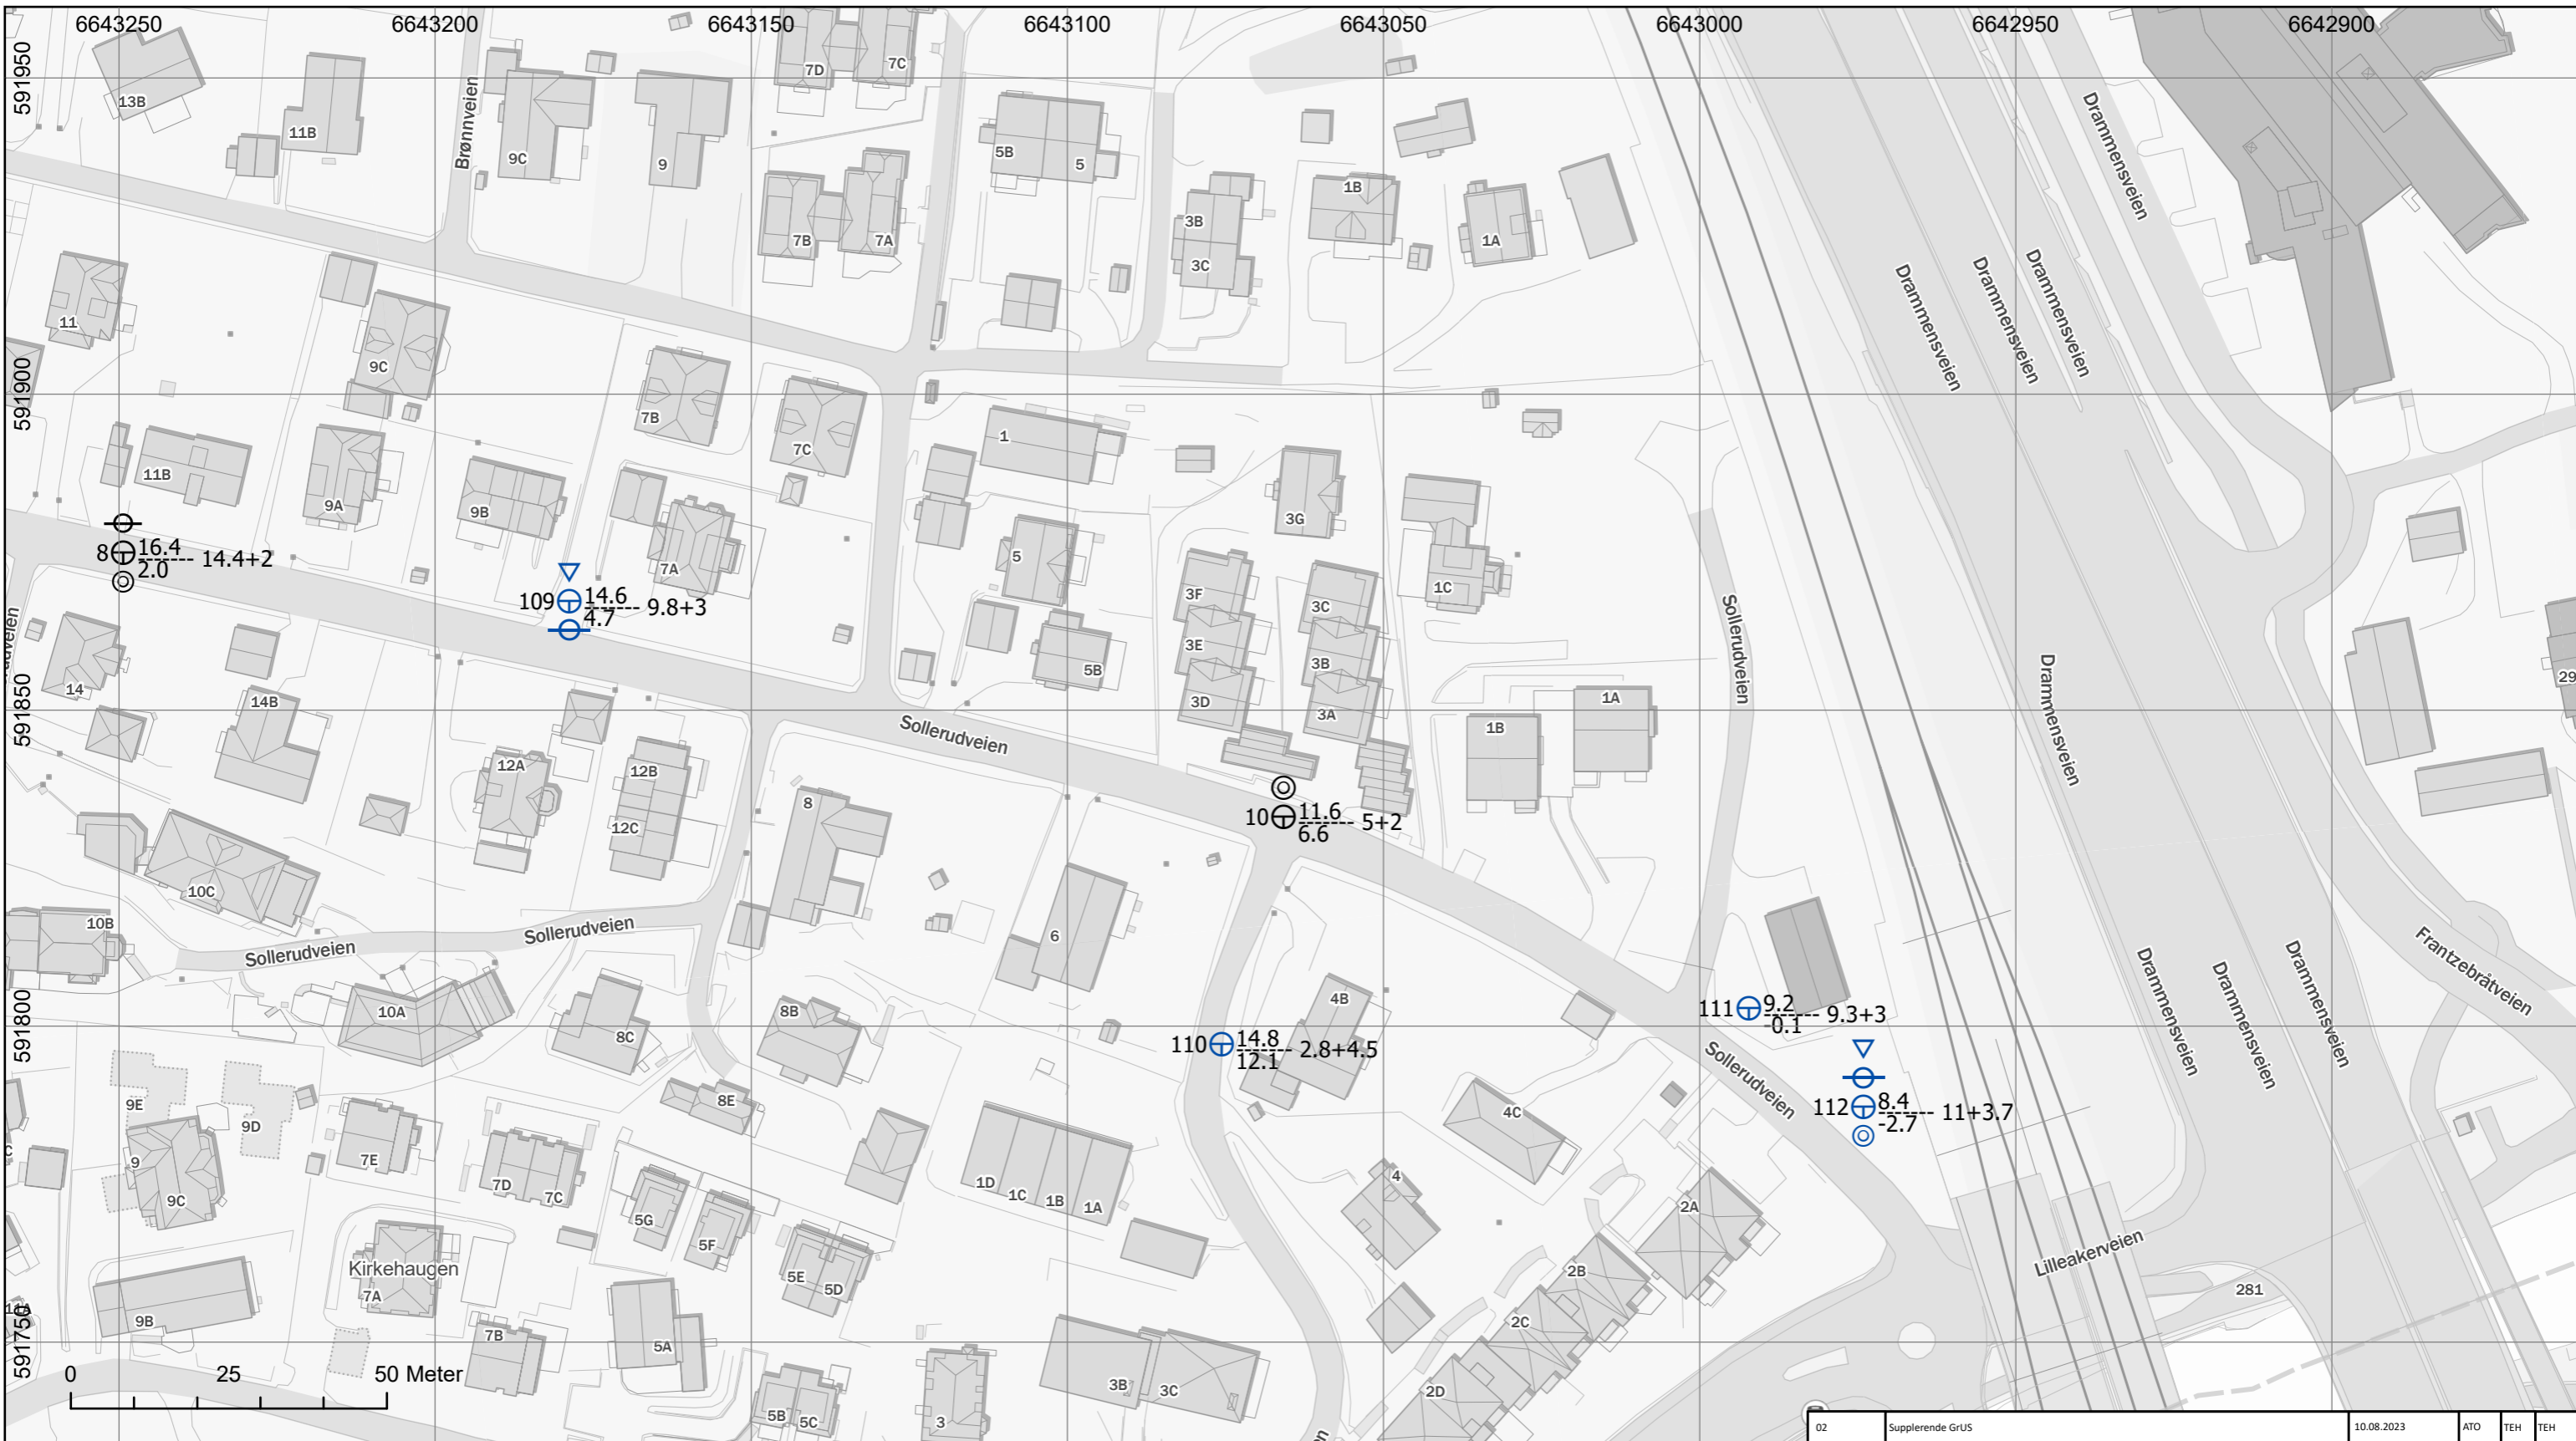 6643250 6643200 6643150 6643100 6643050 6643000 6642950 6642900
591950
591900
591850
591800
591750
13B
11B
Brønnveien
9C
9
7D
7C
5B
5
7B
7A
3B
3C
1B
1A
Drammensveien
Drammensveien
Drammensveien
Drammensveien
11
9C
7B
7C
1
11B
9A
9B
7A
5
3G
3F
3C
1C
3E
3B
5B
3D
3A
1B
1A
Sollerudveien
Drammensveien
29
8 16.4
------- 14.4+2
2.0
109 14.6
------- 9.8+3
4.7
14
14B
12A
12B
12C
8
Sollerudveien
10 11.6
------- 5+2
6.6
10C
10B
Sollerudveien
Sollerudveien
6
10A
8C
8B
4B
111 9.2
------- 9.3+3
-0.1
110 14.8
------- 2.8+4.5
12.1
112 8.4
------- 11+3.7
-2.7
Sollerudveien
Drammensveien
Drammensveien
Drammensveien
Frantzebråtveien
9E
9D
8E
4C
9
9C
7E
7D
7C
5G
5F
1D
1C
1B
1A
4
2A
Kirkehaugen
7A
9B
11A
7B
5A
5E
5D
2B
2C
2D
Lilleakerveien
281
5B
5C
3
3B
3C
0 25 50 Meter
02 Supplerende GrUS 10.08.2023 ATO TEH TEH